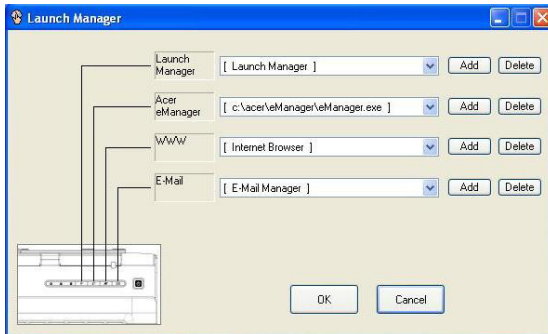 Launch Manager
Launch
Manager
[ Launch Manager ]
Add
Delete
Acer
eManager
[ c:\acer\eManager\eManager.exe ]
Add
Delete
WWW
[ Internet Browser ]
Add
Delete
E-Mail
[ E-Mail Manager ]
Add
Delete
OK
Cancel